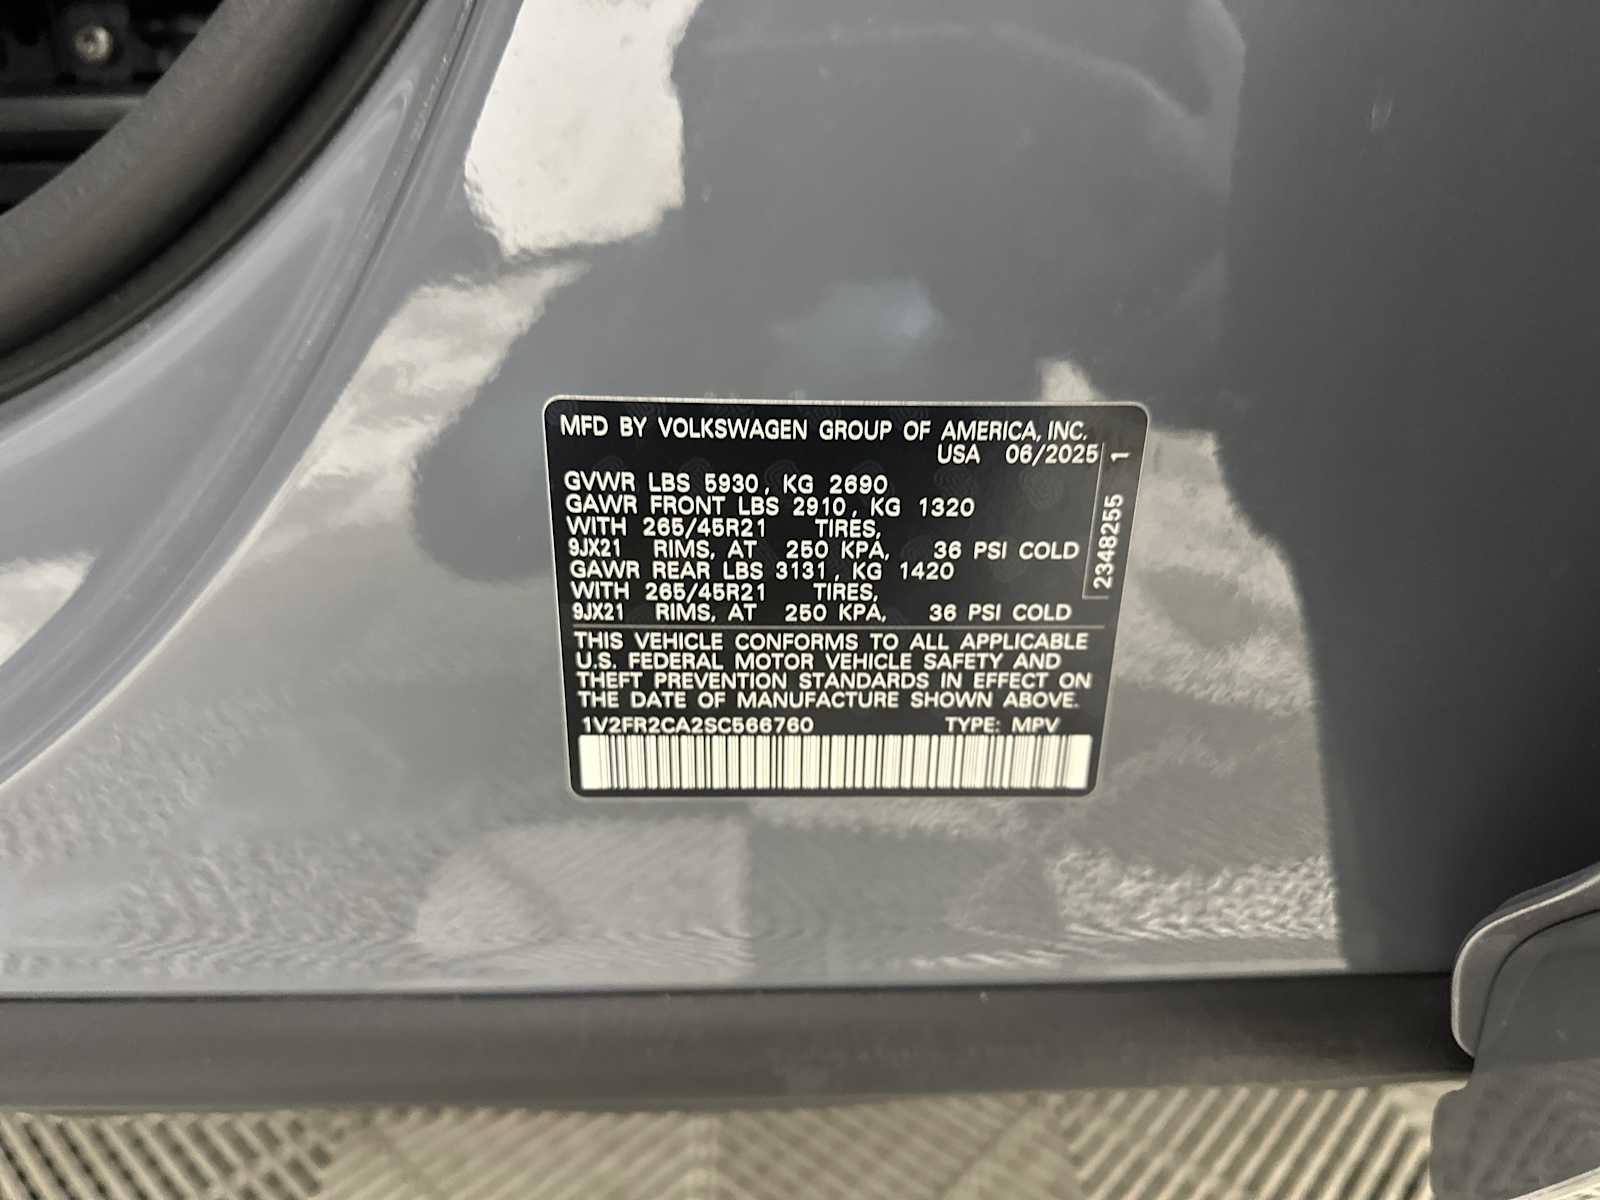 MFD BY VOLKSWAGEN GROUP OF AMERICA, INC.
USA 06/2025
GVWR LBS 5930, KG 2690
GAWR FRONT LBS 2910, KG 1320
WITH 265/45R21 TIRES,
9JX21 RIMS, AT 250 KPA, 36 PSI COLD
GAWR REAR LBS 3131, KG 1420
WITH 265/45R21 TIRES,
9JX21 RIMS, AT 250 KPA, 36 PSI COLD
THIS VEHICLE CONFORMS TO ALL APPLICABLE
U.S. FEDERAL MOTOR VEHICLE SAFETY AND
THEFT PREVENTION STANDARDS IN EFFECT ON
THE DATE OF MANUFACTURE SHOWN ABOVE.
1V2FR2CA2SC566760 TYPE: MPV
2348255 1